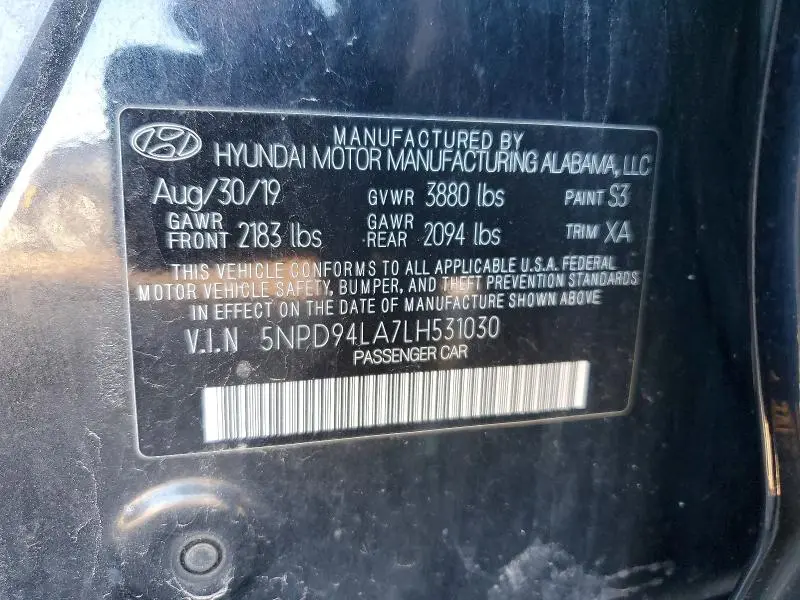 MANUFACTURED BY
HYUNDAI MOTOR MANUFACTURING ALABAMA, LLC
Aug/30/19 GVWR 3880 lbs PAINT S3
GAWR FRONT 2183 lbs GAWR REAR 2094 lbs TRIM XA
THIS VEHICLE CONFORMS TO ALL APPLICABLE U.S.A. FEDERAL
MOTOR VEHICLE SAFETY, BUMPER, AND THEFT PREVENTION STANDARDS
IN EFFECT ON THE DATE OF MANUFACTURE SHOWN ABOVE.
V.I.N 5NPD94LA7LH531030
PASSENGER CAR